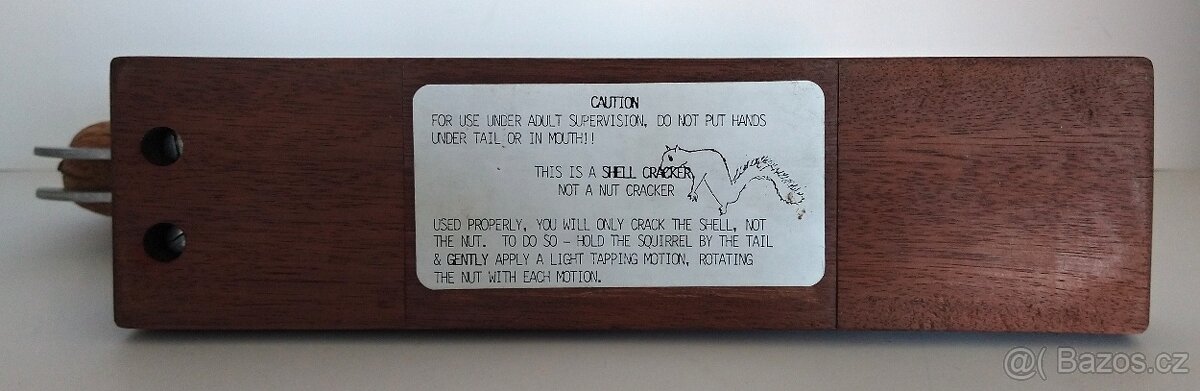 CAUTION
FOR USE UNDER ADULT SUPERVISION, DO NOT PUT HANDS
UNDER TAIL OR IN MOUTH!!
THIS IS A SHELL CRACKER
NOT A NUT CRACKER
USED PROPERLY, YOU WILL ONLY CRACK THE SHELL, NOT
THE NUT. TO DO SO - HOLD THE SQUIRREL BY THE TAIL
& GENTLY APPLY A LIGHT TAPPING MOTION, ROTATING
THE NUT WITH EACH MOTION.
@( Bazos.cz